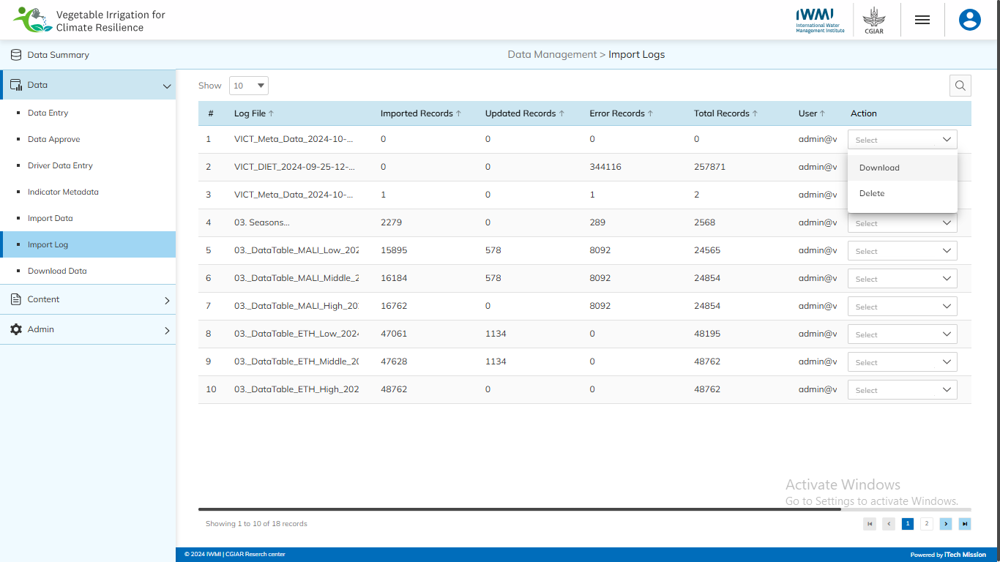 Vegetable Irrigation for
Climate Resilience
IWMI
International Water
Management Institute
CGIAR
Data Summary
Data Management > Import Logs
Data
Data Entry
Data Approve
Driver Data Entry
Indicator Metadata
Import Data
Import Log
Download Data
Content
Admin
Show 10
# Log File Imported Records Updated Records Error Records Total Records User Action
1 VICT_Meta_Data_2024-10-... 0 0 0 0 admin@v Select
Download
Delete
2 VICT_DIET_2024-09-25-12-... 0 0 344116 257871 admin@v
3 VICT_Meta_Data_2024-10-... 1 0 1 2 admin@v
4 03. Seasons... 2279 0 289 2568 admin@v Select
5 03._DataTable_MALI_Low_202 15895 578 8092 24565 admin@v Select
6 03._DataTable_MALI_Middle_2 16184 578 8092 24854 admin@v Select
7 03._DataTable_MALI_High_20 16762 0 8092 24854 admin@v Select
8 03._DataTable_ETH_Low_2024 47061 1134 0 48195 admin@v Select
9 03._DataTable_ETH_Middle_20 47628 1134 0 48762 admin@v Select
10 03._DataTable_ETH_High_202 48762 0 0 48762 admin@v Select
Activate Windows
Go to Settings to activate Windows.
Showing 1 to 10 of 18 records
1 2
© 2024 IWMI | CGIAR Reserch center
Powered by iTech Mission